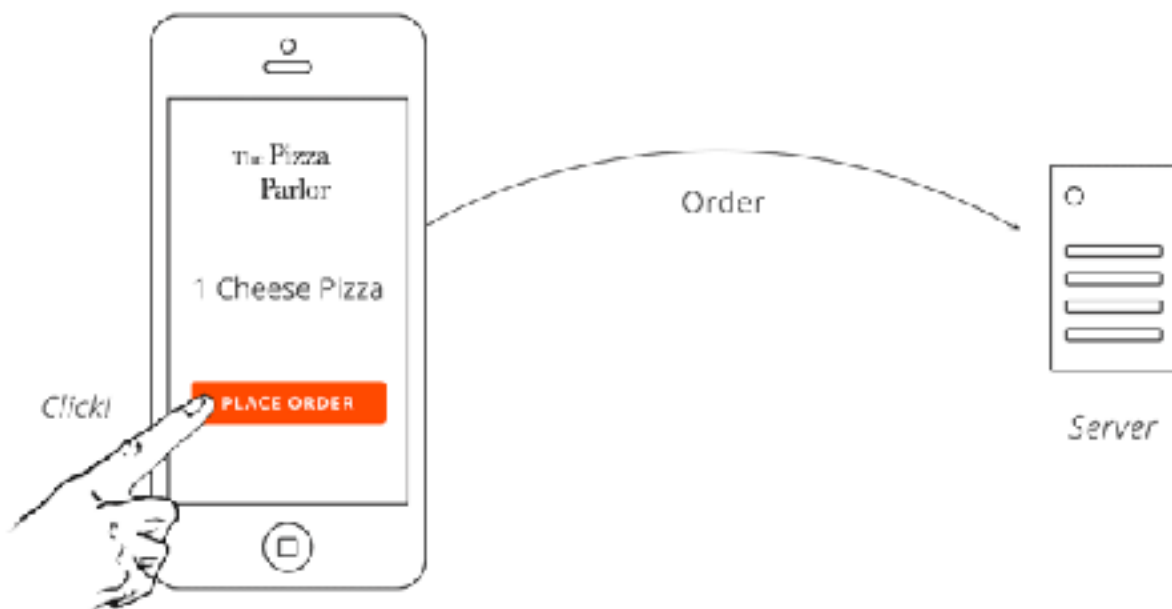 The Pizza
Parlor
1 Cheese Pizza
PLACE ORDER
Click!
Order
Server